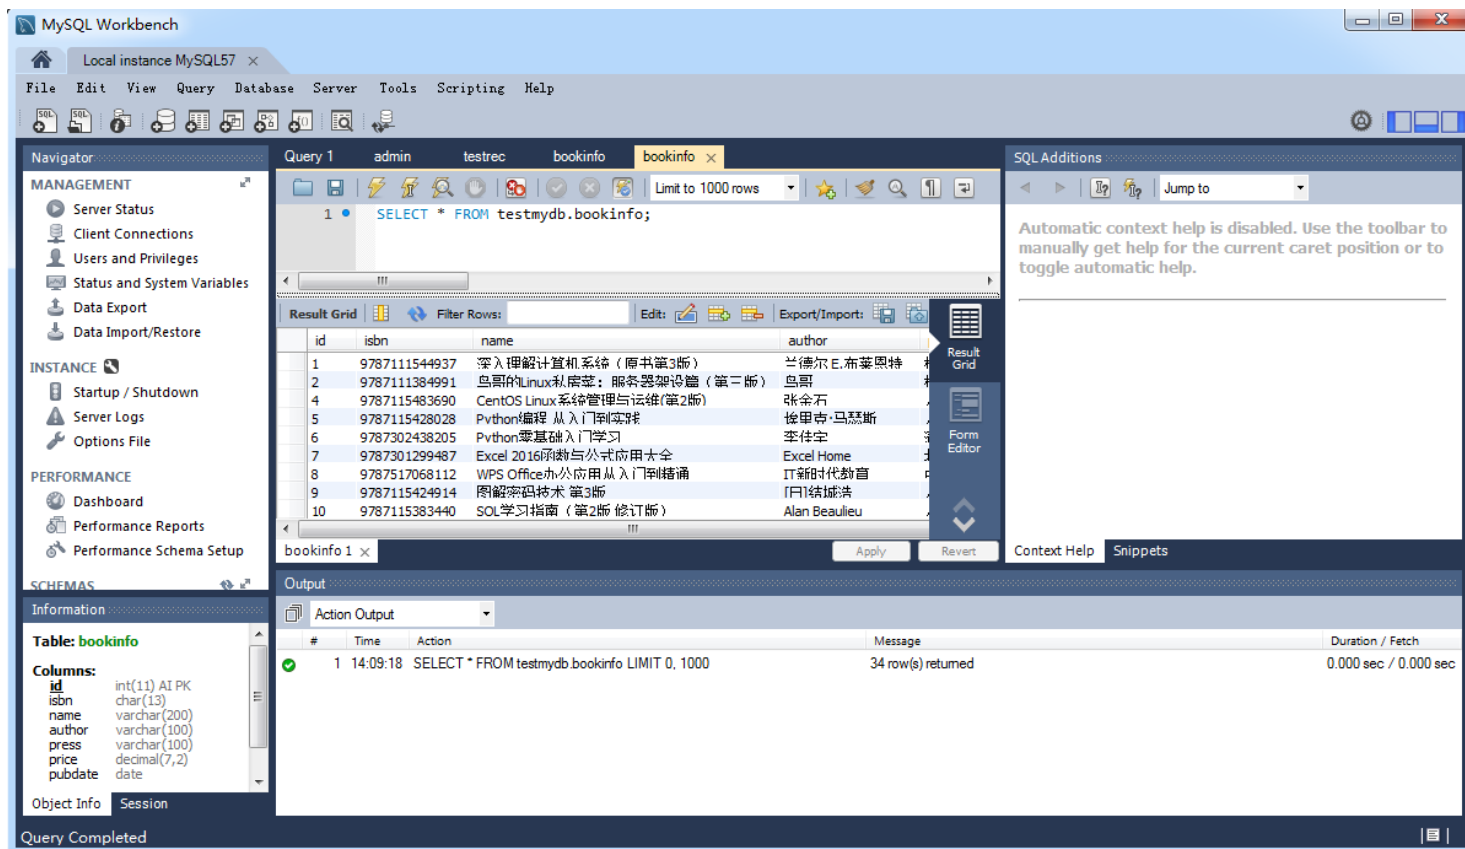 MySQL Workbench
Local instance MySQL57
File Edit View Query Database Server Tools Scripting Help
Navigator
MANAGEMENT
Server Status
Client Connections
Users and Privileges
Status and System Variables
Data Export
Data Import/Restore
INSTANCE
Startup / Shutdown
Server Logs
Options File
PERFORMANCE
Dashboard
Performance Reports
Performance Schema Setup
SCHEMAS
Information
Table: bookinfo
Columns:
id int(11) AI PK
isbn char(13)
name varchar(200)
author varchar(100)
press varchar(100)
price decimal(7,2)
pubdate date
Object Info Session
Query 1 admin testrec bookinfo bookinfo
Limit to 1000 rows
1 SELECT * FROM testmydb.bookinfo;
Result Grid Filter Rows: Edit: Export/Import:
id isbn name author
1 9787111544937 深入理解计算机系统（原书第3版） 兰德尔 E.布莱恩特
2 9787111384991 鸟哥的Linux私房菜：服务器架设篇（第三版） 鸟哥
4 9787115483690 CentOS Linux系统管理与运维(第2版) 张金石
5 9787115428028 Python编程 从入门到实践 埃里克·马瑟斯
6 9787302438205 Python零基础入门学习 李佳宇
7 9787301299487 Excel 2016函数与公式应用大全 Excel Home
8 9787517068112 WPS Office办公应用从入门到精通 IT新时代教育
9 9787115424914 图解密码技术 第3版 [日]结城浩
10 9787115383440 SQL学习指南（第2版 修订版） Alan Beaulieu
Result Grid
Form Editor
bookinfo 1 Apply Revert
SQL Additions
Jump to
Automatic context help is disabled. Use the toolbar to
manually get help for the current caret position or to
toggle automatic help.
Context Help Snippets
Output
Action Output
# Time Action Message Duration / Fetch
1 14:09:18 SELECT * FROM testmydb.bookinfo LIMIT 0, 1000 34 row(s) returned 0.000 sec / 0.000 sec
Query Completed